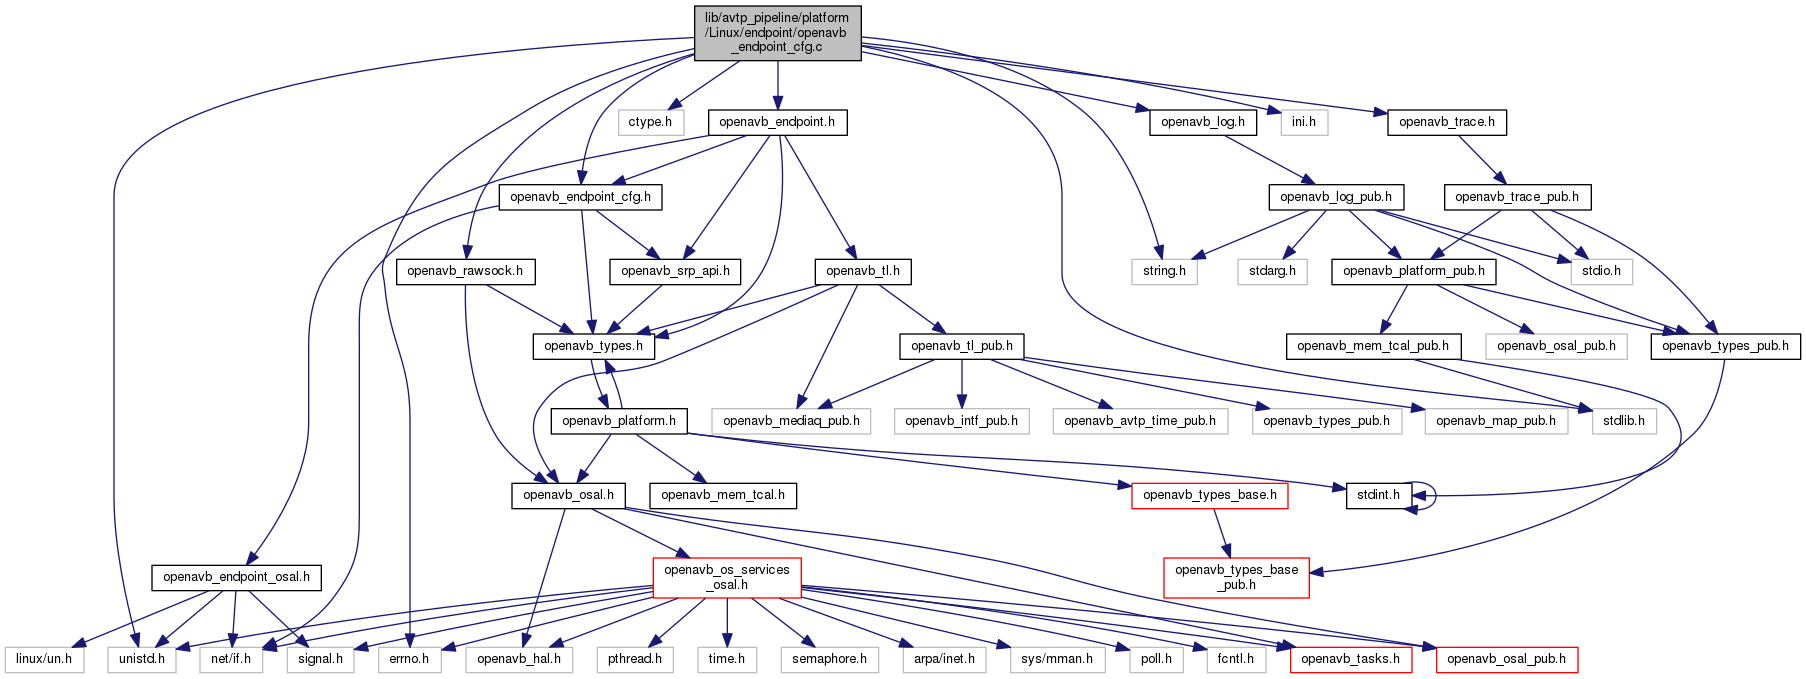 lib/avtp_pipeline/platform
/Linux/endpoint/openavb
_endpoint_cfg.c
ctype.h
openavb_endpoint.h
openavb_log.h
ini.h
openavb_trace.h
openavb_endpoint_cfg.h
openavb_log_pub.h
openavb_trace_pub.h
openavb_rawsock.h
openavb_srp_api.h
openavb_tl.h
string.h
stdarg.h
openavb_platform_pub.h
stdio.h
openavb_types.h
openavb_tl_pub.h
openavb_mem_tcal_pub.h
openavb_osal_pub.h
openavb_types_pub.h
openavb_platform.h
openavb_mediaq_pub.h
openavb_intf_pub.h
openavb_avtp_time_pub.h
openavb_types_pub.h
openavb_map_pub.h
stdlib.h
openavb_osal.h
openavb_mem_tcal.h
openavb_types_base.h
stdint.h
openavb_endpoint_osal.h
openavb_os_services
_osal.h
openavb_types_base
_pub.h
linux/un.h
unistd.h
net/if.h
signal.h
errno.h
openavb_hal.h
pthread.h
time.h
semaphore.h
arpa/inet.h
sys/mman.h
poll.h
fcntl.h
openavb_tasks.h
openavb_osal_pub.h